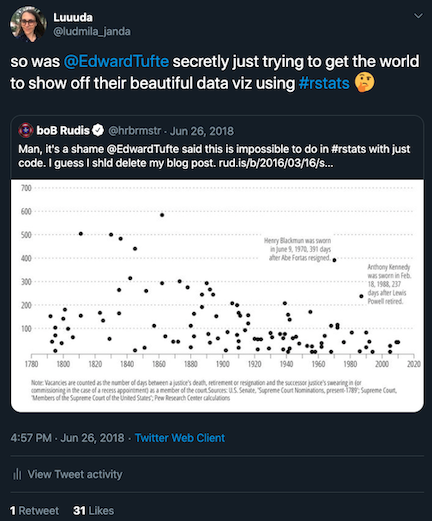 Luuuda
@ludmila_janda
so was @EdwardTufte secretly just trying to get the world
to show off their beautiful data viz using #rstats 🤔
boB Rudis @hrbrmstr · Jun 26, 2018
Man, it's a shame @EdwardTufte said this is impossible to do in #rstats with just
code. I guess I shld delete my blog post. rud.is/b/2016/03/16/s...
700
600
500
400
300
200
100
Henry Blackmun was sworn
in June 9, 1970, 391 days
after Abe Fortas resigned.
Anthony Kennedy
was sworn in Feb.
18, 1988, 237
days after Lewis
Powell retired.
1780 1800 1820 1840 1860 1880 1900 1920 1940 1960 1980 2000 2020
Note: Vacancies are counted as the number of days between a justice's death, retirement or resignation and the successor justice's swearing in (or
commissioning in the case of a recess appointment) as a member of the court.Sources: U.S. Senate, 'Supreme Court Nominations, present-1789'; Supreme Court,
'Members of the Supreme Court of the United States'; Pew Research Center calculations
4:57 PM · Jun 26, 2018 · Twitter Web Client
View Tweet activity
1 Retweet 31 Likes